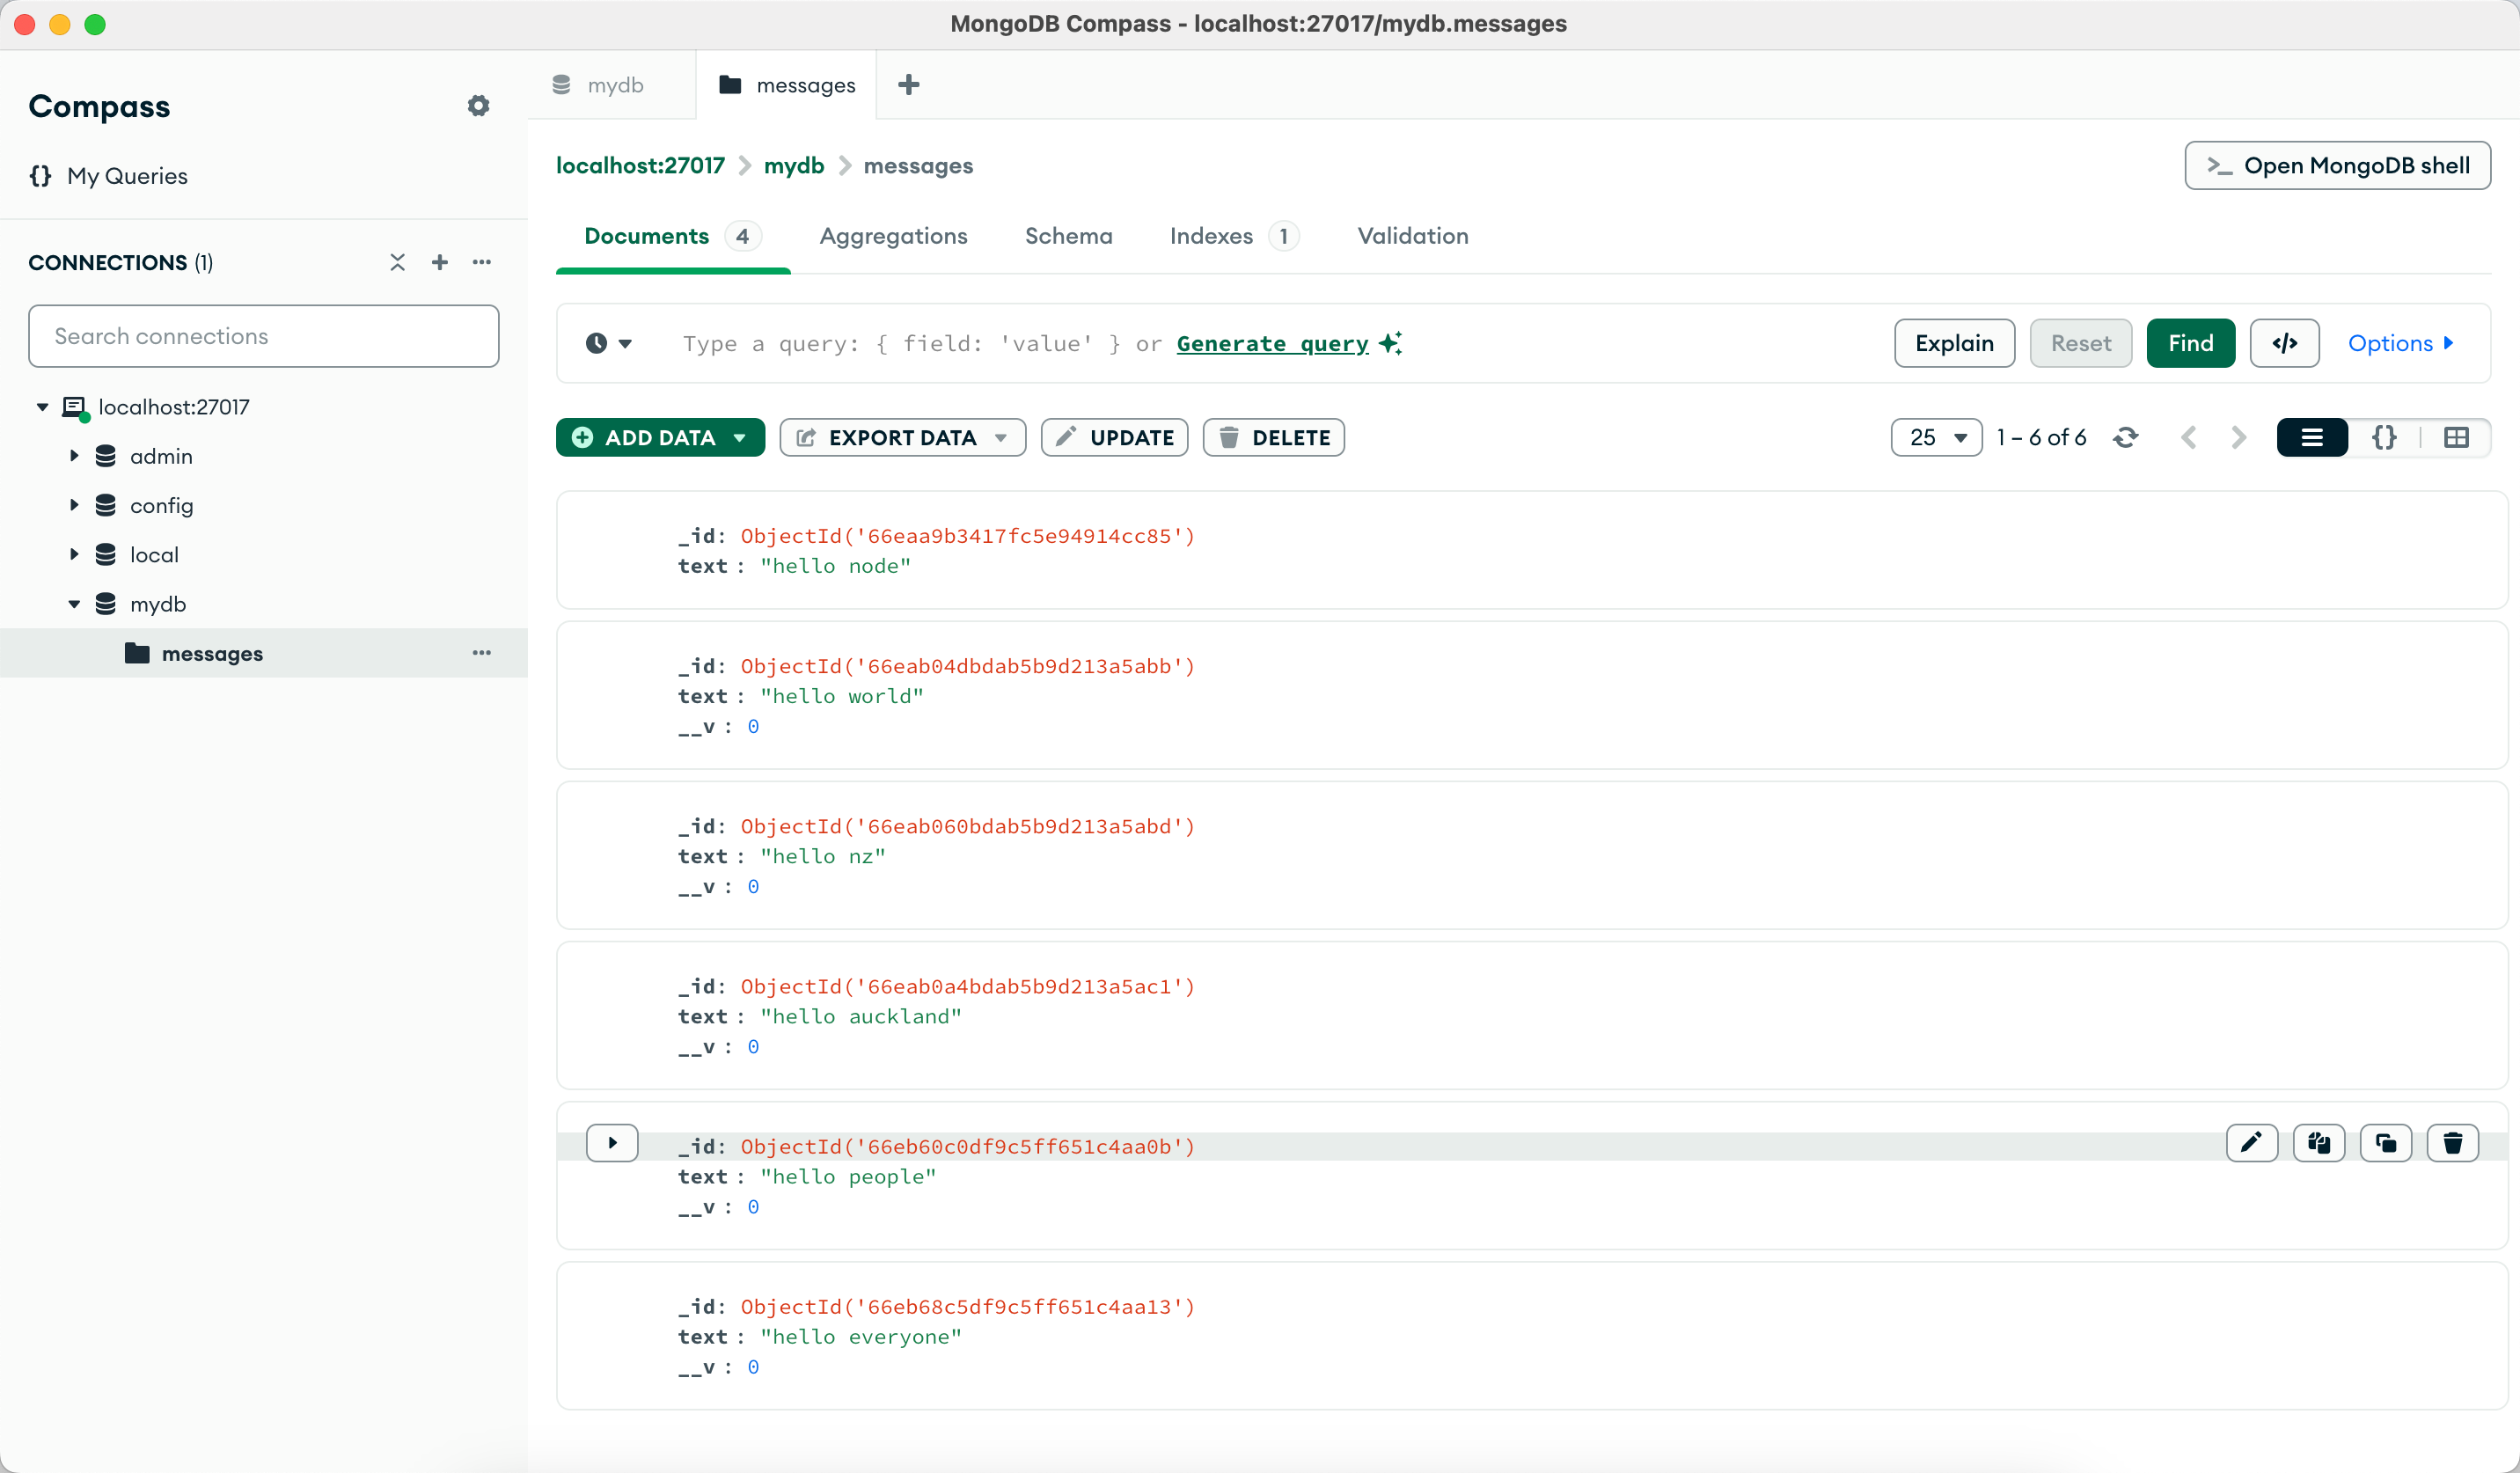 MongoDB Compass - localhost:27017/mydb.messages
Compass
{} My Queries
CONNECTIONS (1)
Search connections
localhost:27017
admin
config
local
mydb
messages
mydb
messages
localhost:27017 mydb messages
>_ Open MongoDB shell
Documents 4 Aggregations Schema Indexes 1 Validation
Type a query: { field: 'value' } or Generate query
Explain Reset Find </> Options
ADD DATA EXPORT DATA UPDATE DELETE
25 1 – 6 of 6 {}
_id: ObjectId('66eaa9b3417fc5e94914cc85')
text : "hello node"
_id: ObjectId('66eab04dbdab5b9d213a5abb')
text : "hello world"
__v : 0
_id: ObjectId('66eab060bdab5b9d213a5abd')
text : "hello nz"
__v : 0
_id: ObjectId('66eab0a4bdab5b9d213a5ac1')
text : "hello auckland"
__v : 0
_id: ObjectId('66eb60c0df9c5ff651c4aa0b')
text : "hello people"
__v : 0
_id: ObjectId('66eb68c5df9c5ff651c4aa13')
text : "hello everyone"
__v : 0